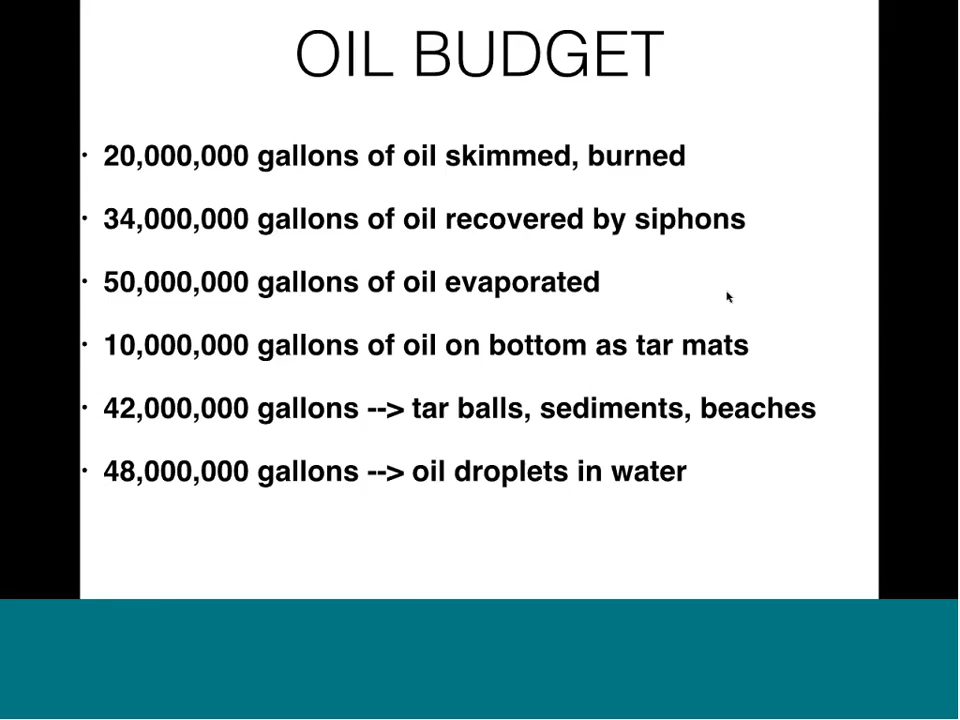 OIL BUDGET
• 20,000,000 gallons of oil skimmed, burned
• 34,000,000 gallons of oil recovered by siphons
• 50,000,000 gallons of oil evaporated
• 10,000,000 gallons of oil on bottom as tar mats
• 42,000,000 gallons --> tar balls, sediments, beaches
• 48,000,000 gallons --> oil droplets in water